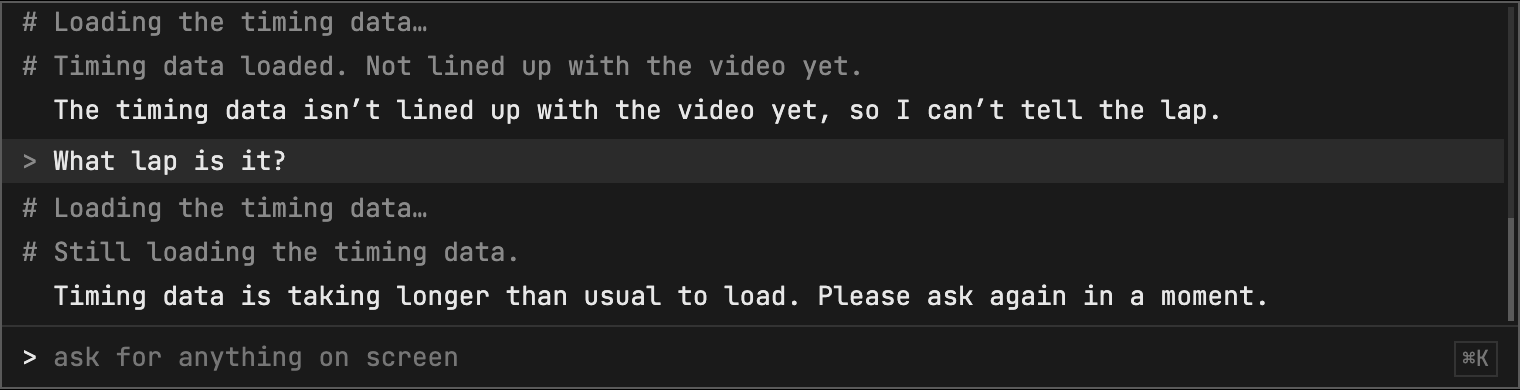 # Loading the timing data…
# Timing data loaded. Not lined up with the video yet.
The timing data isn’t lined up with the video yet, so I can’t tell the lap.
> What lap is it?
# Loading the timing data…
# Still loading the timing data.
Timing data is taking longer than usual to load. Please ask again in a moment.
> ask for anything on screen ⌘K